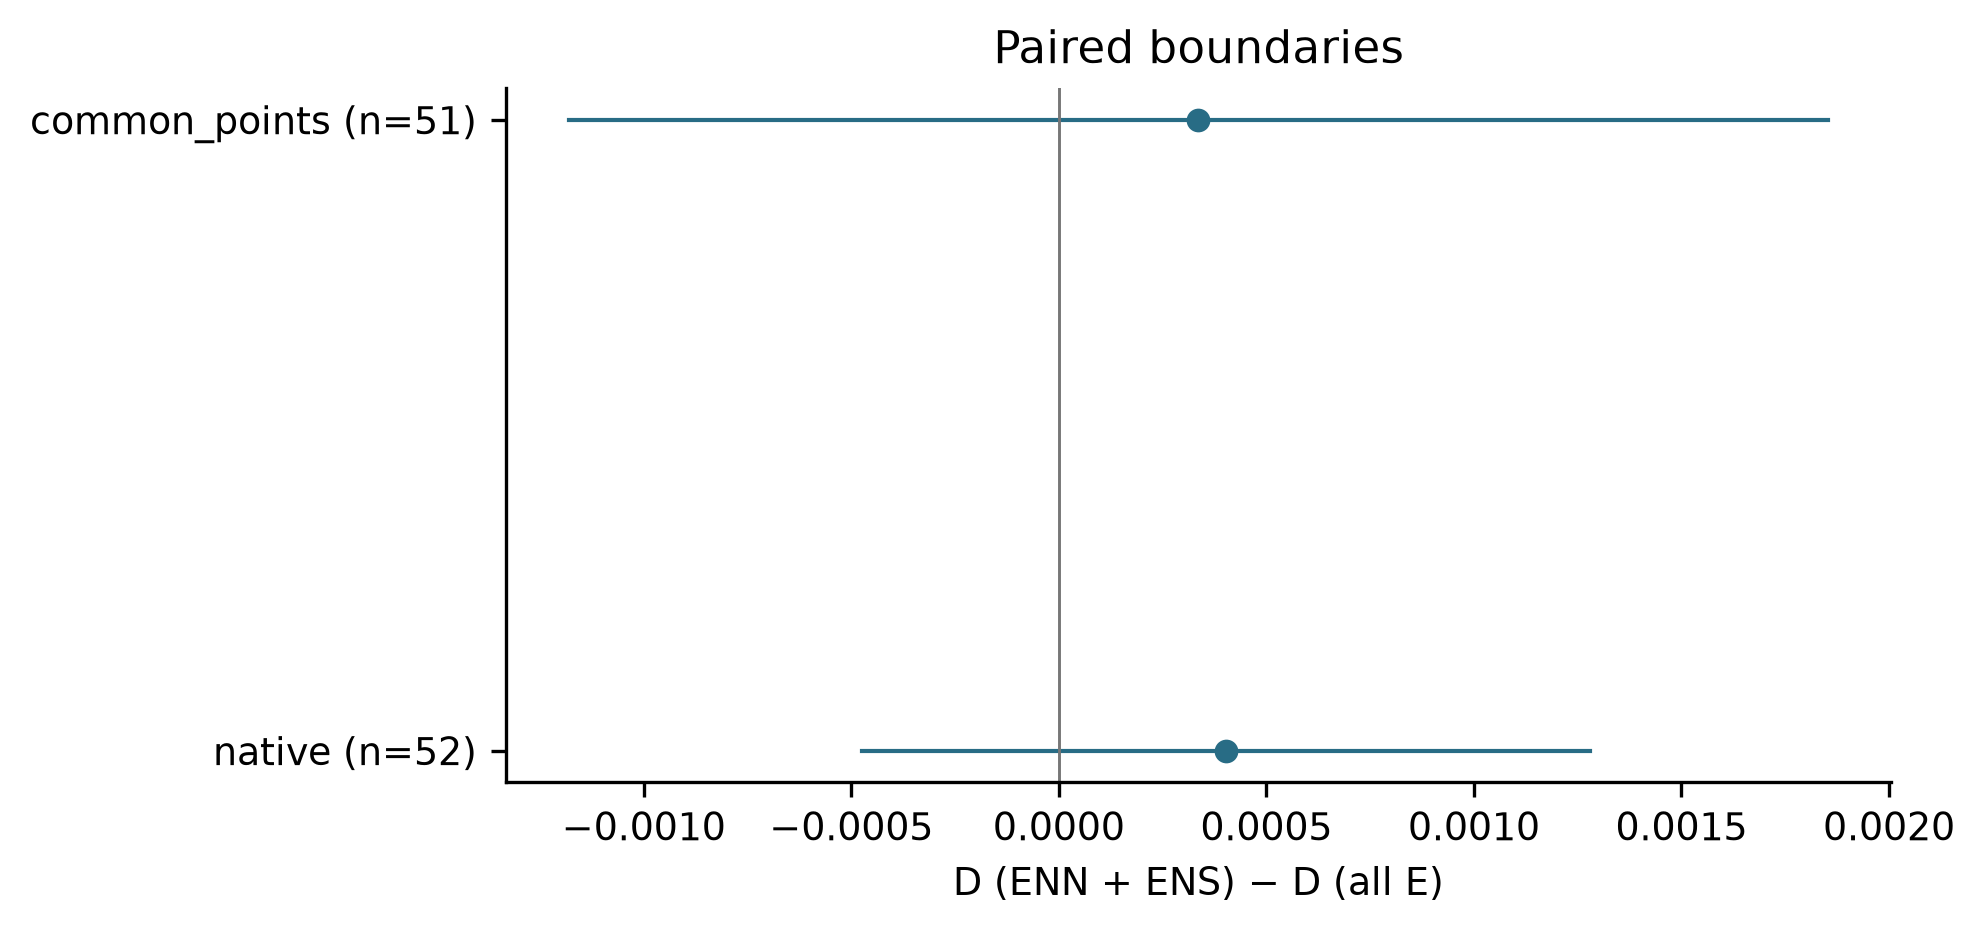 Paired boundaries
common_points (n=51)
native (n=52)
−0.0010 −0.0005 0.0000 0.0005 0.0010 0.0015 0.0020
D (ENN + ENS) − D (all E)